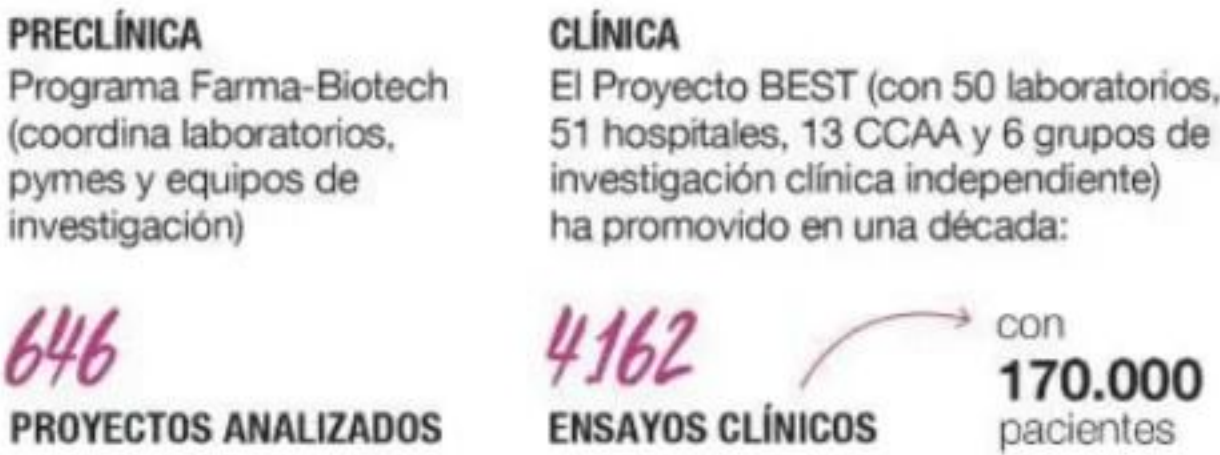 PRECLÍNICA
Programa Farma-Biotech
(coordina laboratorios,
pymes y equipos de
investigación)
646
PROYECTOS ANALIZADOS
CLÍNICA
El Proyecto BEST (con 50 laboratorios,
51 hospitales, 13 CCAA y 6 grupos de
investigación clínica independiente)
ha promovido en una década:
4162
ENSAYOS CLÍNICOS
con
170.000
pacientes